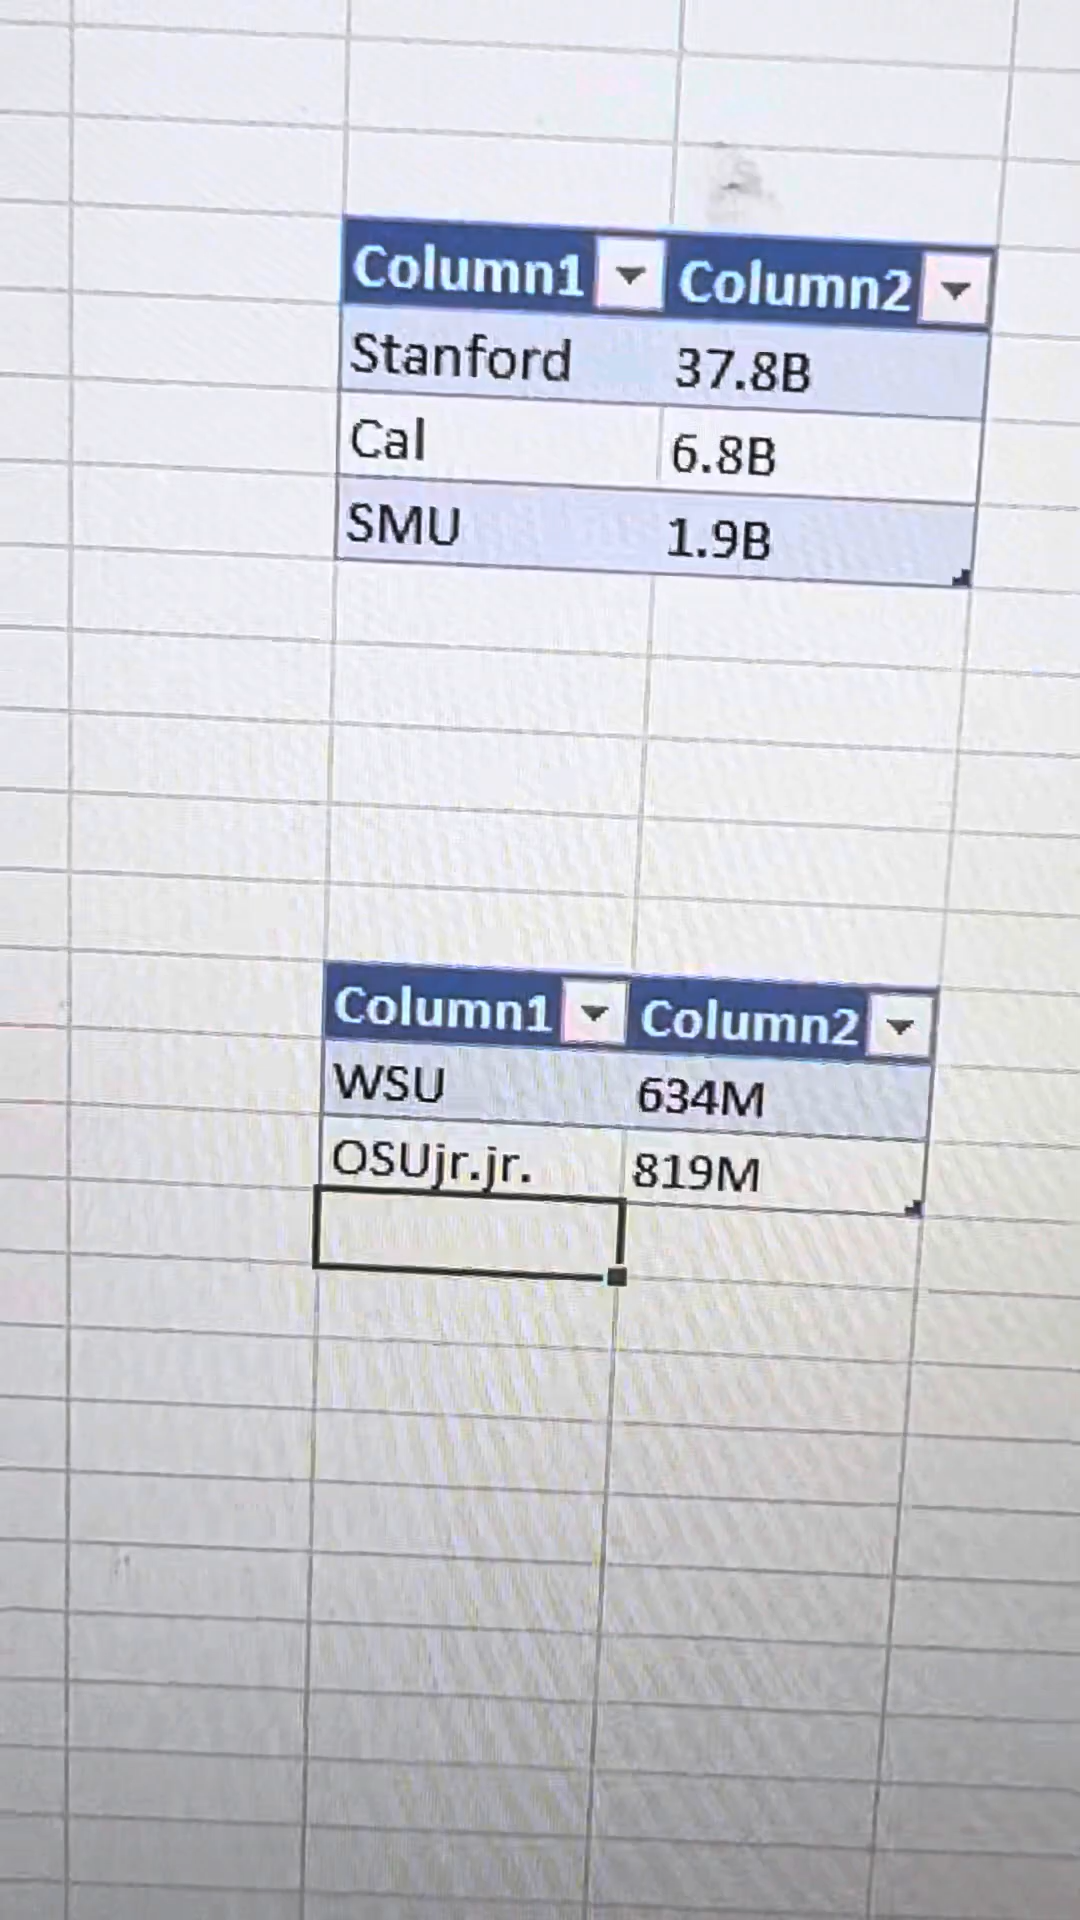 Column1 Column2
Stanford 37.8B
Cal 6.8B
SMU 1.9B
Column1 Column2
WSU 634M
OSUjr.jr. 819M